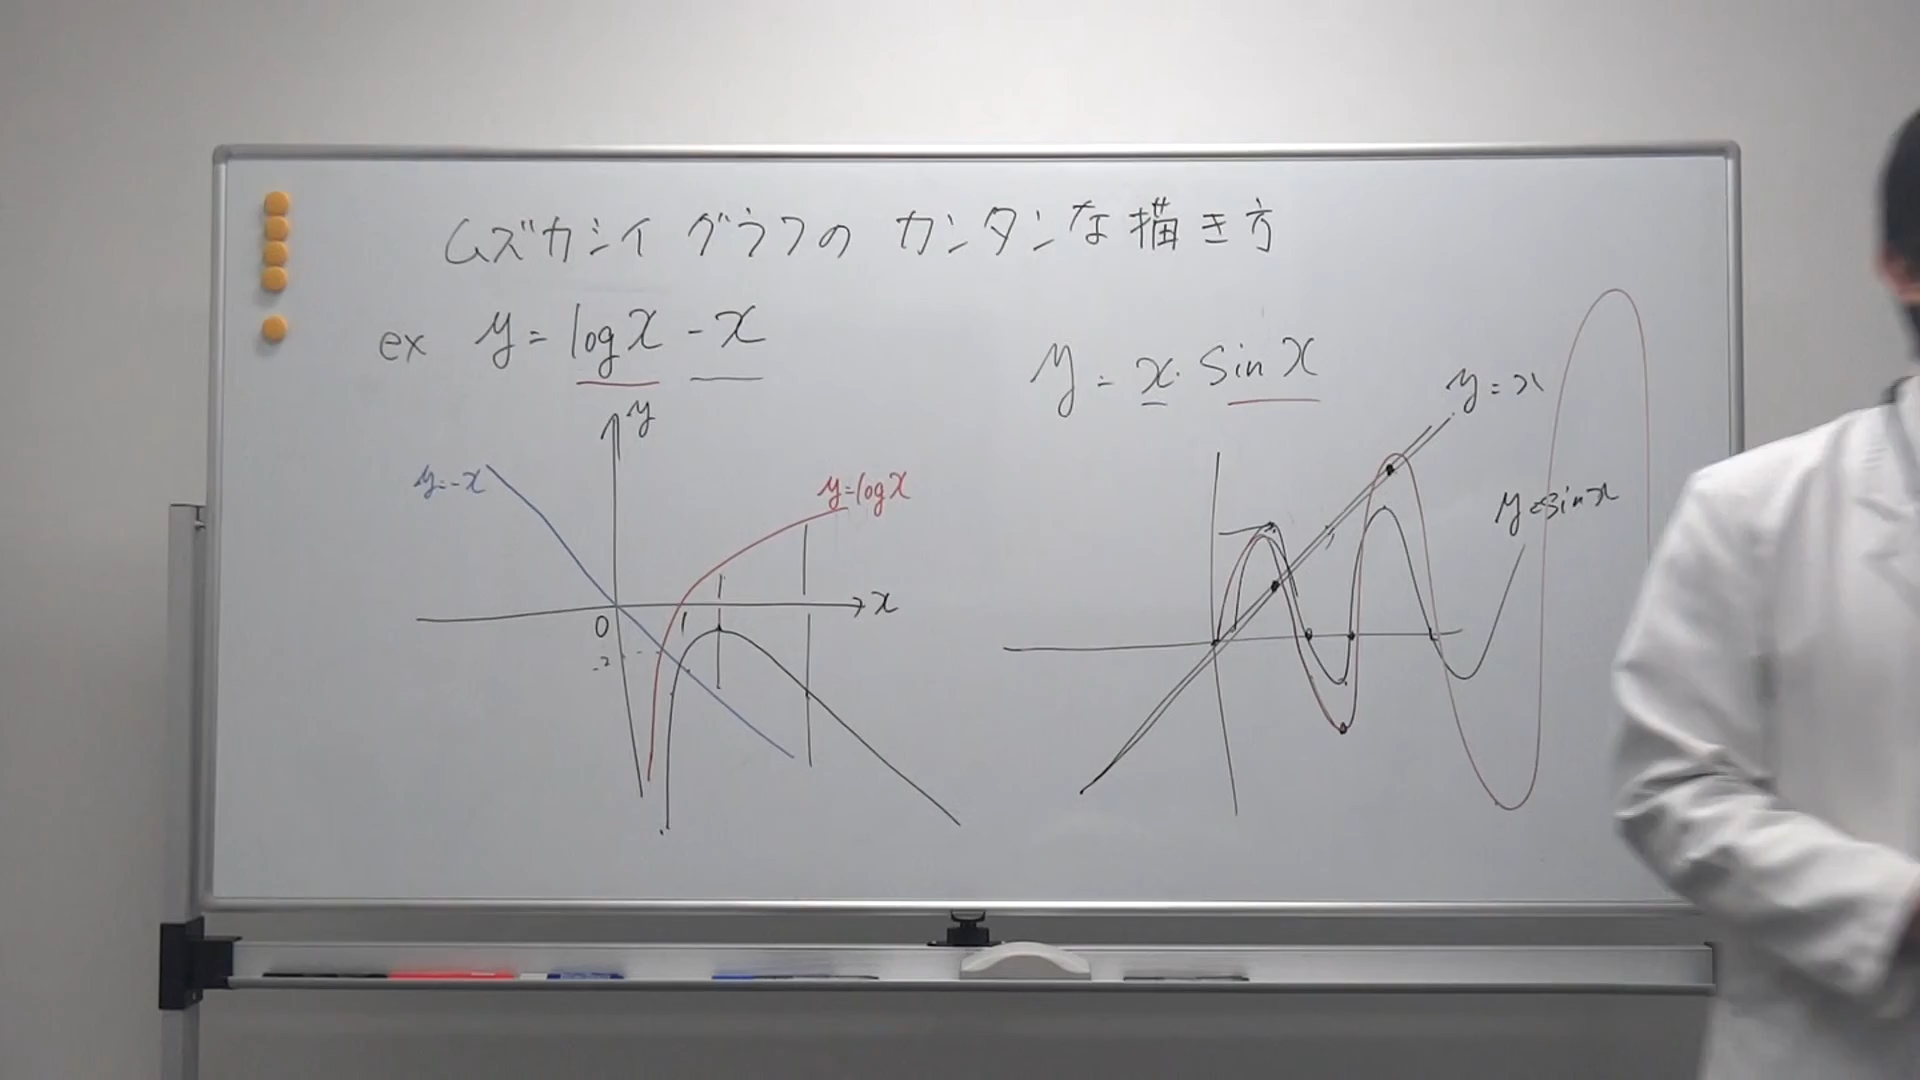 ムズカシイ グラフの カンタンな描き方
ex y = log x - x
y
y=-x
y=log x
x
0
1
-2
y = x・sin x
y = x
y=sin x